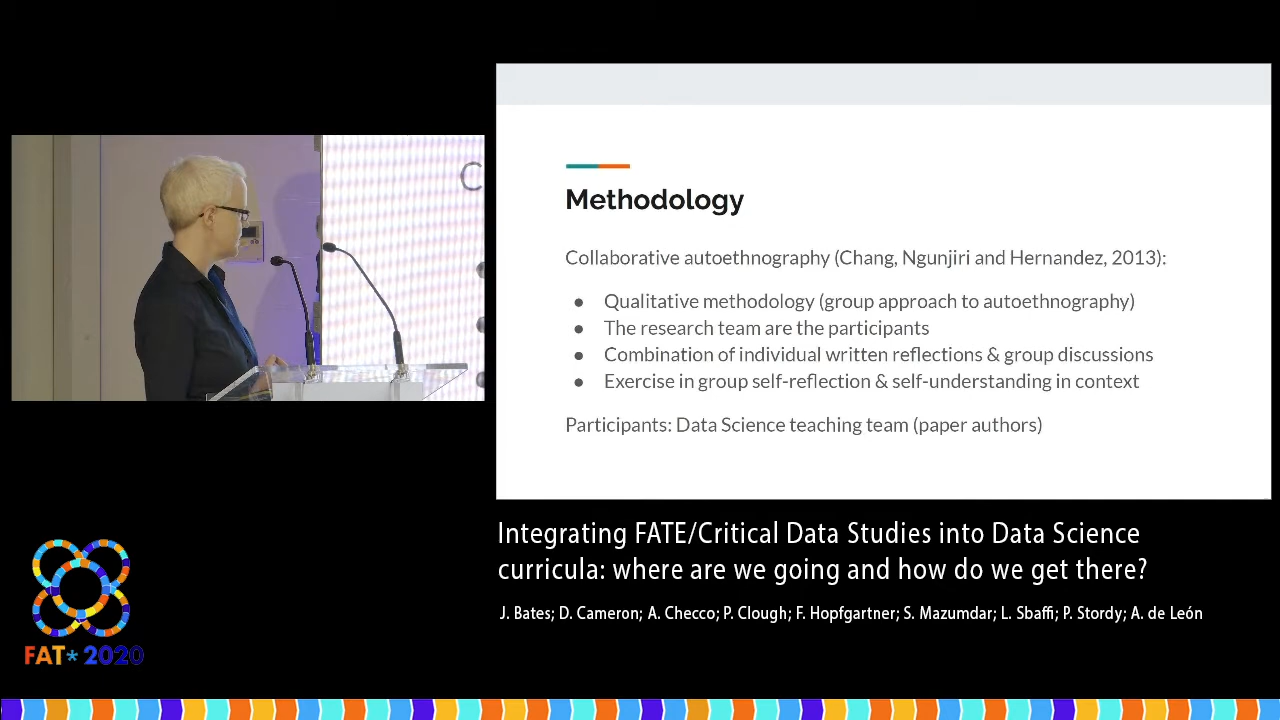 Methodology
Collaborative autoethnography (Chang, Ngunjiri and Hernandez, 2013):
● Qualitative methodology (group approach to autoethnography)
● The research team are the participants
● Combination of individual written reflections & group discussions
● Exercise in group self-reflection & self-understanding in context
Participants: Data Science teaching team (paper authors)
Integrating FATE/Critical Data Studies into Data Science
curricula: where are we going and how do we get there?
J. Bates; D. Cameron; A. Checco; P. Clough; F. Hopfgartner; S. Mazumdar; L. Sbaffi; P. Stordy; A. de León
FAT* 2020